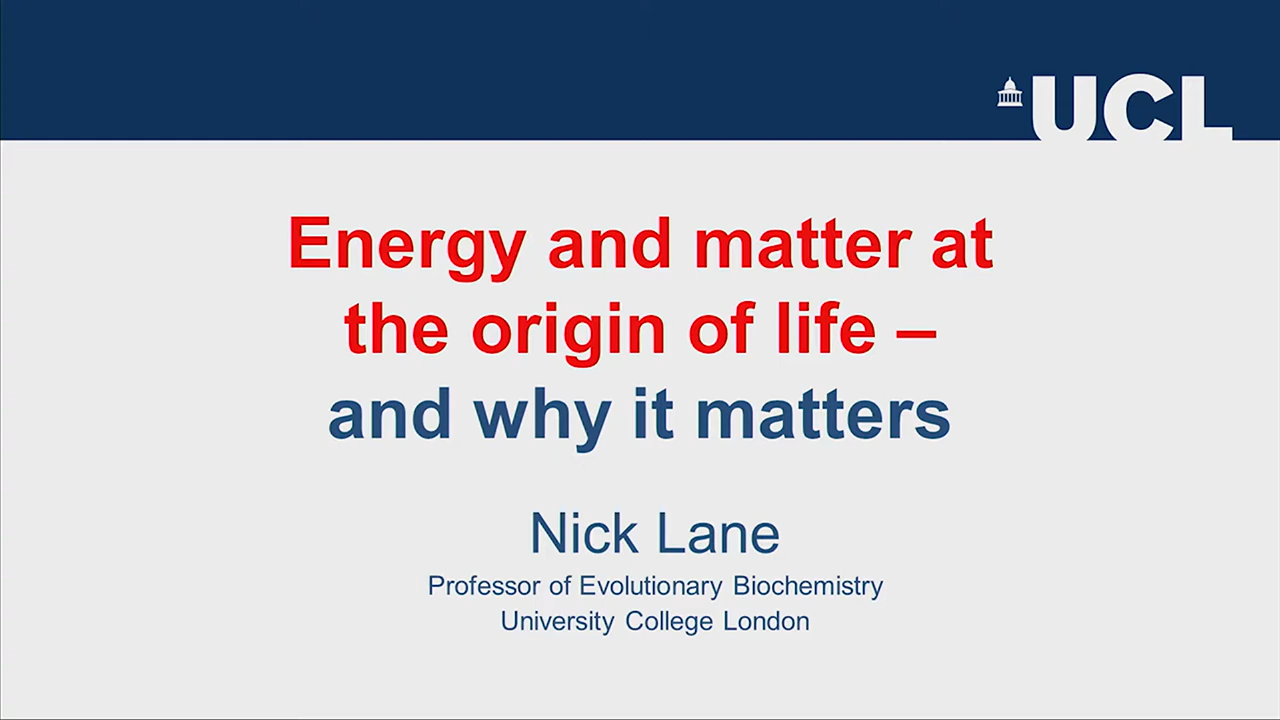 UCL
Energy and matter at
the origin of life –
and why it matters
Nick Lane
Professor of Evolutionary Biochemistry
University College London